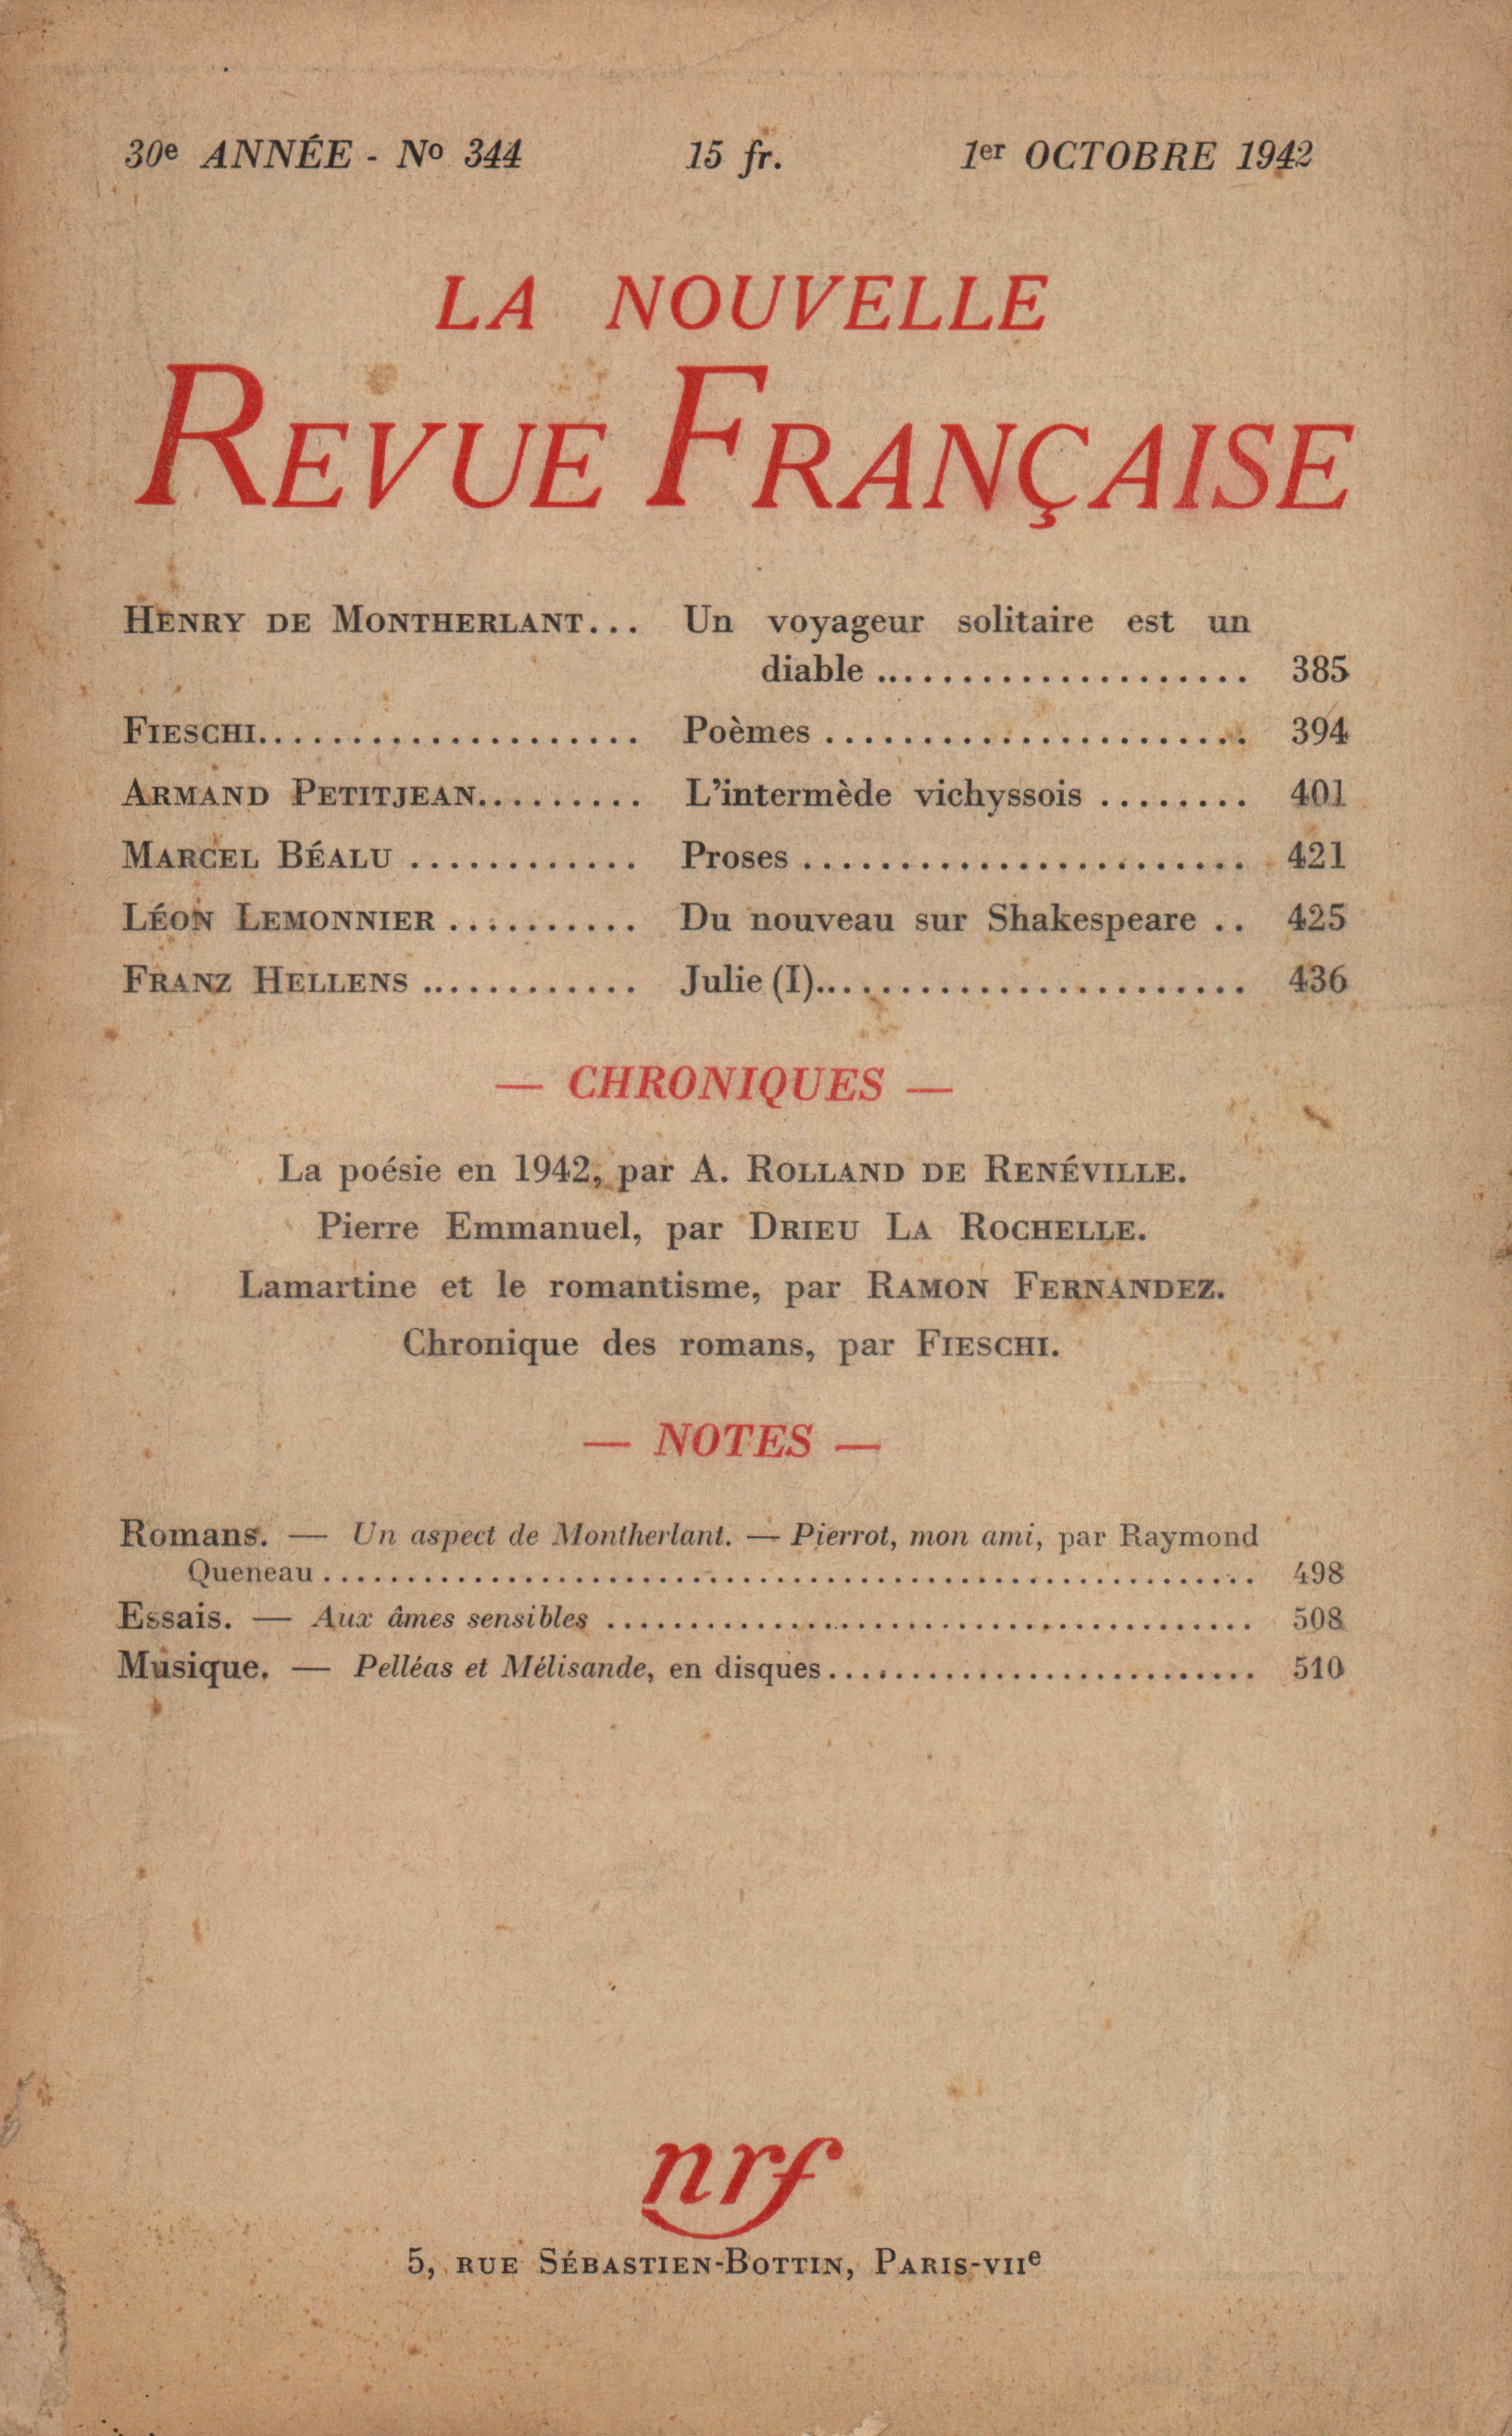 30e ANNÉE - No 344 15 fr. 1er OCTOBRE 1942
LA NOUVELLE
REVUE FRANÇAISE
HENRY DE MONTHERLANT... Un voyageur solitaire est un
diable .................... 385
FIESCHI..................... Poèmes ...................... 394
ARMAND PETITJEAN......... L'intermède vichyssois ........ 401
MARCEL BÉALU ............ Proses ....................... 421
LÉON LEMONNIER .......... Du nouveau sur Shakespeare .. 425
FRANZ HELLENS ............ Julie (I)....................... 436
— CHRONIQUES —
La poésie en 1942, par A. ROLLAND DE RENÉVILLE.
Pierre Emmanuel, par DRIEU LA ROCHELLE.
Lamartine et le romantisme, par RAMON FERNANDEZ.
Chronique des romans, par FIESCHI.
— NOTES —
Romans. — Un aspect de Montherlant. — Pierrot, mon ami, par Raymond
Queneau ........................................................ 498
Essais. — Aux âmes sensibles ....................................... 508
Musique. — Pelléas et Mélisande, en disques.......................... 510
nrf
5, RUE SÉBASTIEN-BOTTIN, PARIS-VIIe